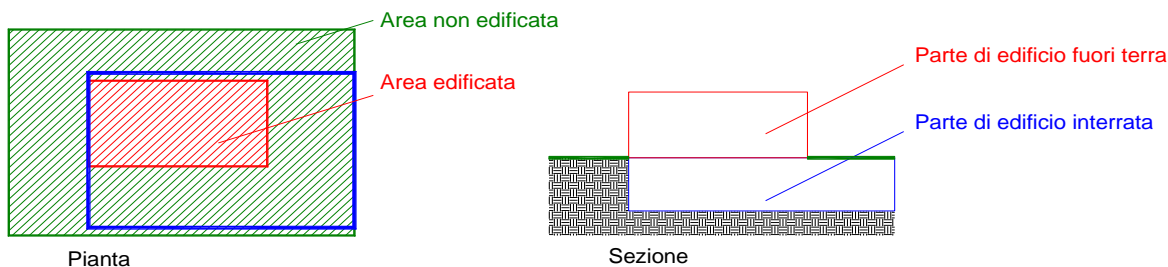 Area non edificata
Area edificata
Pianta
Parte di edificio fuori terra
Parte di edificio interrata
Sezione